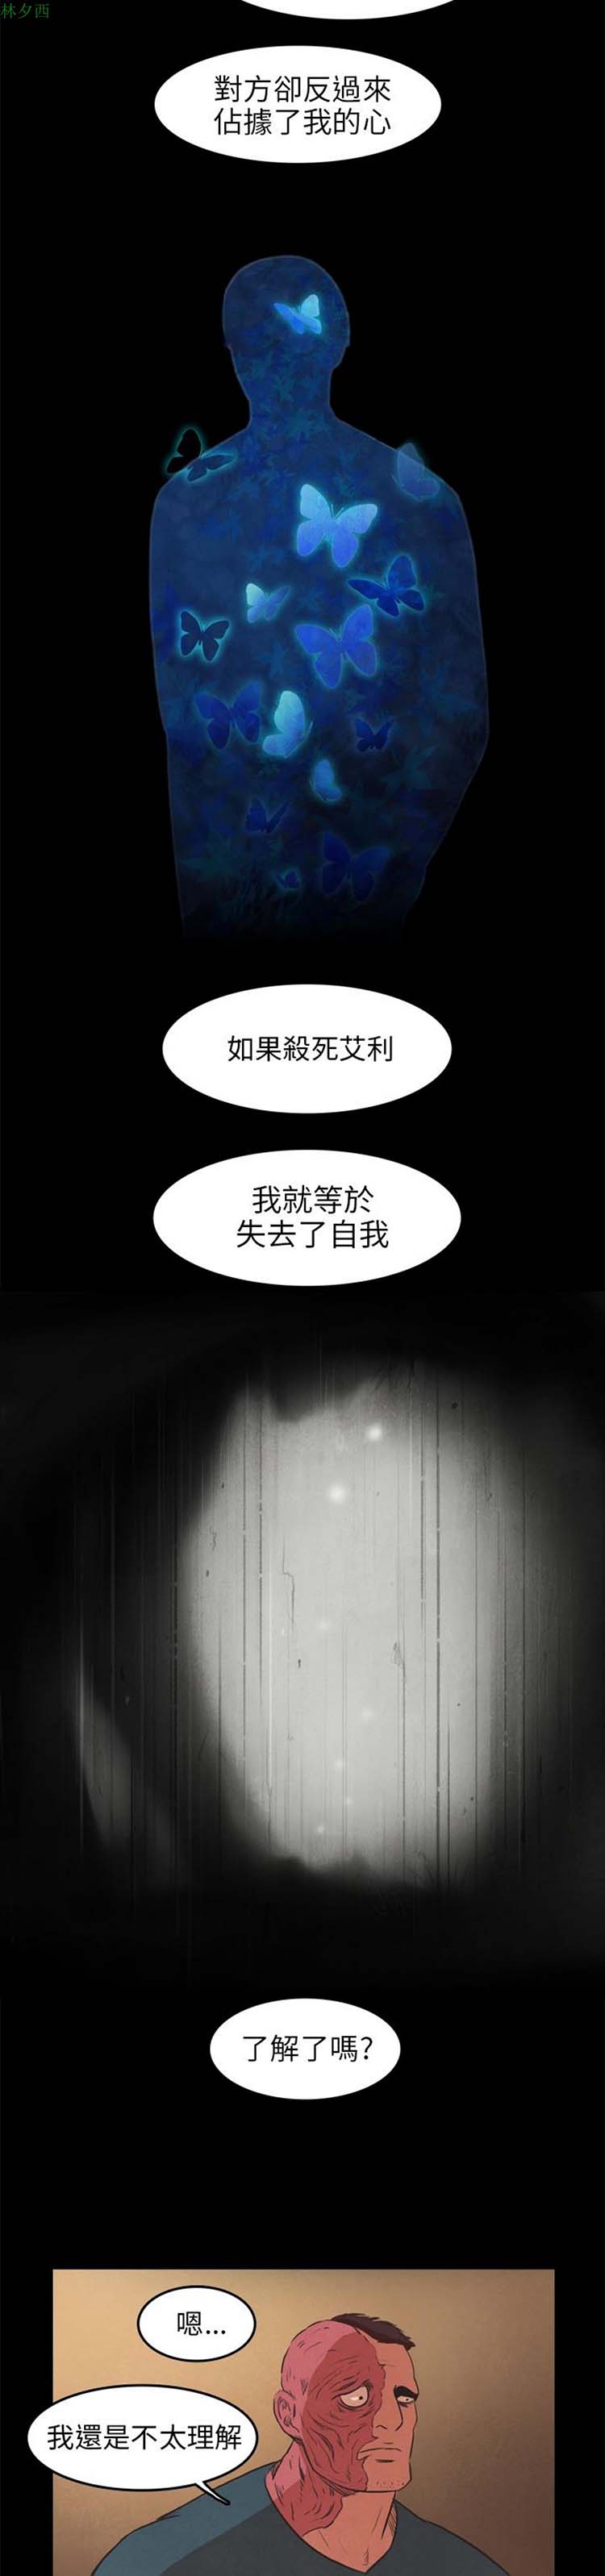 林夕西
對方卻反過來
佔據了我的心
如果殺死艾利
我就等於
失去了自我
了解了嗎?
嗯...
我還是不太理解